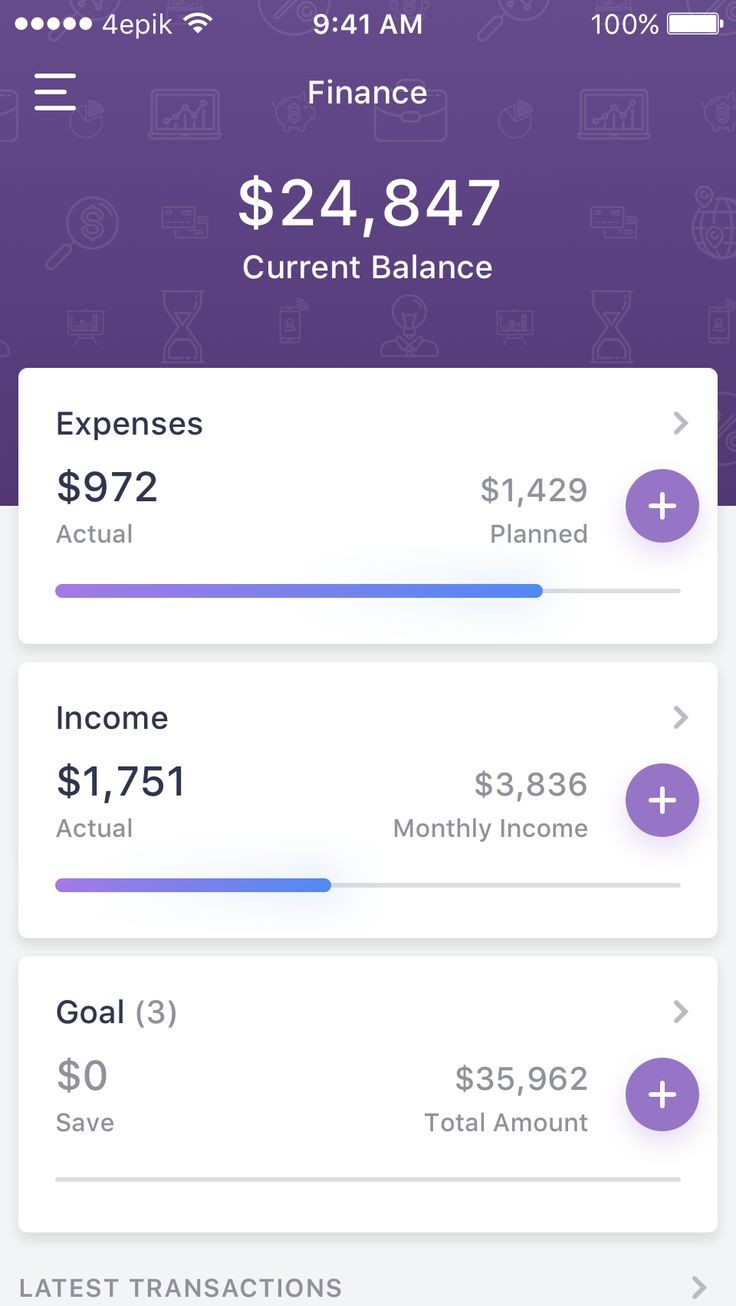 4epik 9:41 AM 100%
Finance
$24,847
Current Balance
Expenses
$972 $1,429
Actual Planned
Income
$1,751 $3,836
Actual Monthly Income
Goal (3)
$0 $35,962
Save Total Amount
LATEST TRANSACTIONS